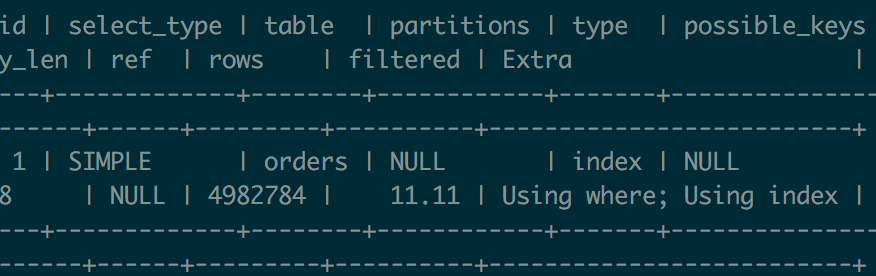 id | select_type | table  | partitions | type  | possible_keys
y_len | ref  | rows    | filtered | Extra                    |
---+-------------+--------+------------+-------+---------------
------+------+---------+----------+--------------------------+
 1 | SIMPLE      | orders | NULL       | index | NULL
8     | NULL | 4982784 |    11.11 | Using where; Using index |
---+-------------+--------+------------+-------+---------------
------+------+---------+----------+--------------------------+